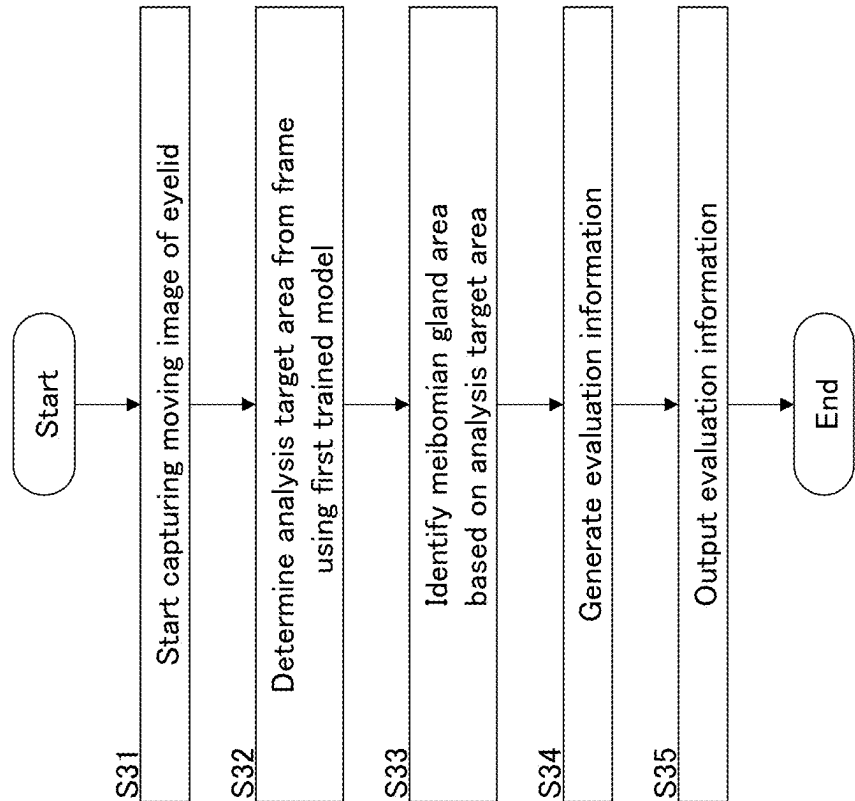 Start
S31
Start capturing moving image of eyelid
S32
Determine analysis target area from frame
using first trained model
S33
Identify meibomian gland area
based on analysis target area
S34
Generate evaluation information
S35
Output evaluation information
End